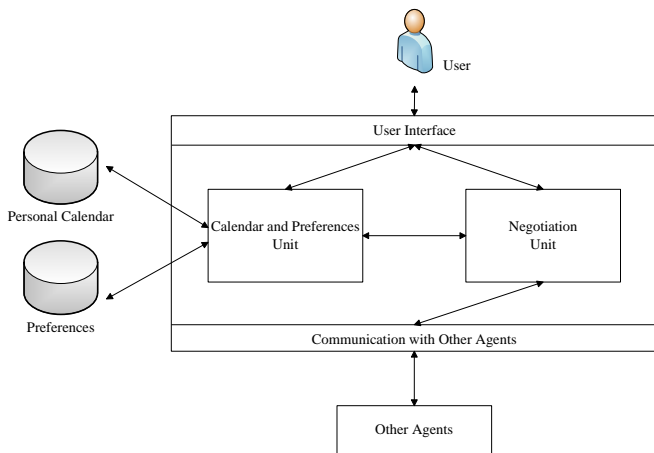 User
User Interface
Personal Calendar
Calendar and Preferences
Unit
Negotiation
Unit
Preferences
Communication with Other Agents
Other Agents